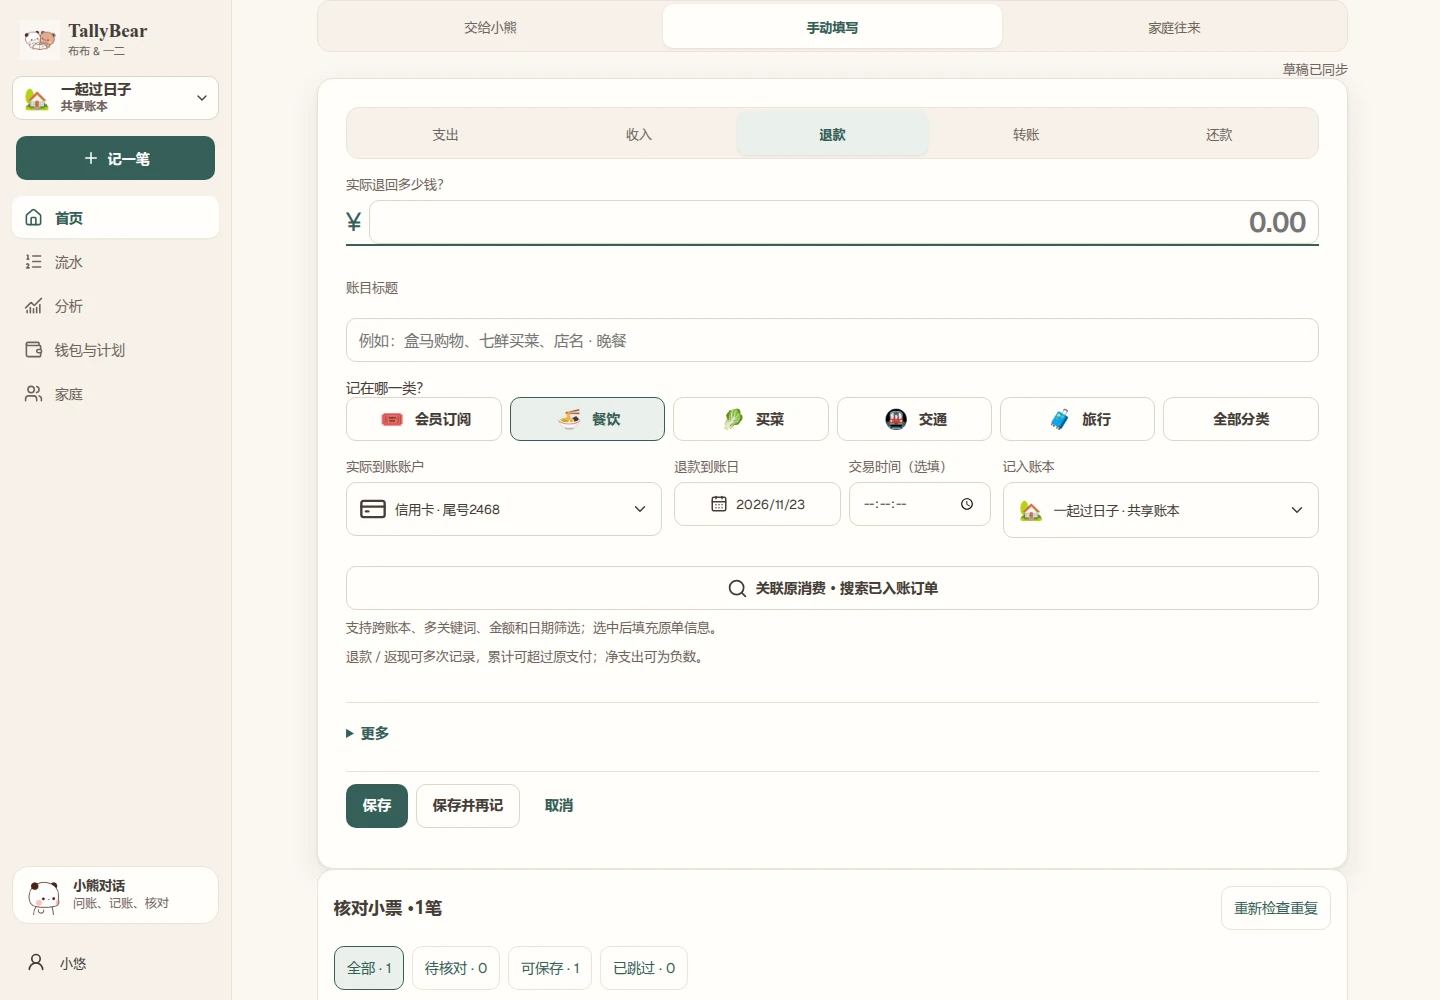 TallyBear
布布 & 一二
一起过日子
共享账本
记一笔
首页
流水
分析
钱包与计划
家庭
小熊对话
问账、记账、核对
小悠
交给小熊
手动填写
家庭往来
草稿已同步
支出
收入
退款
转账
还款
实际退回多少钱?
¥ 0.00
账目标题
例如：盒马购物、七鲜买菜、店名 · 晚餐
记在哪一类?
会员订阅
餐饮
买菜
交通
旅行
全部分类
实际到账账户
信用卡 · 尾号2468
退款到账日
2026/11/23
交易时间（选填）
--:--:--
记入账本
一起过日子 · 共享账本
关联原消费 • 搜索已入账订单
支持跨账本、多关键词、金额和日期筛选；选中后填充原单信息。
退款 / 返现可多次记录，累计可超过原支付；净支出可为负数。
更多
保存
保存并再记
取消
核对小票 •1笔
重新检查重复
全部 · 1
待核对 · 0
可保存 · 1
已跳过 · 0